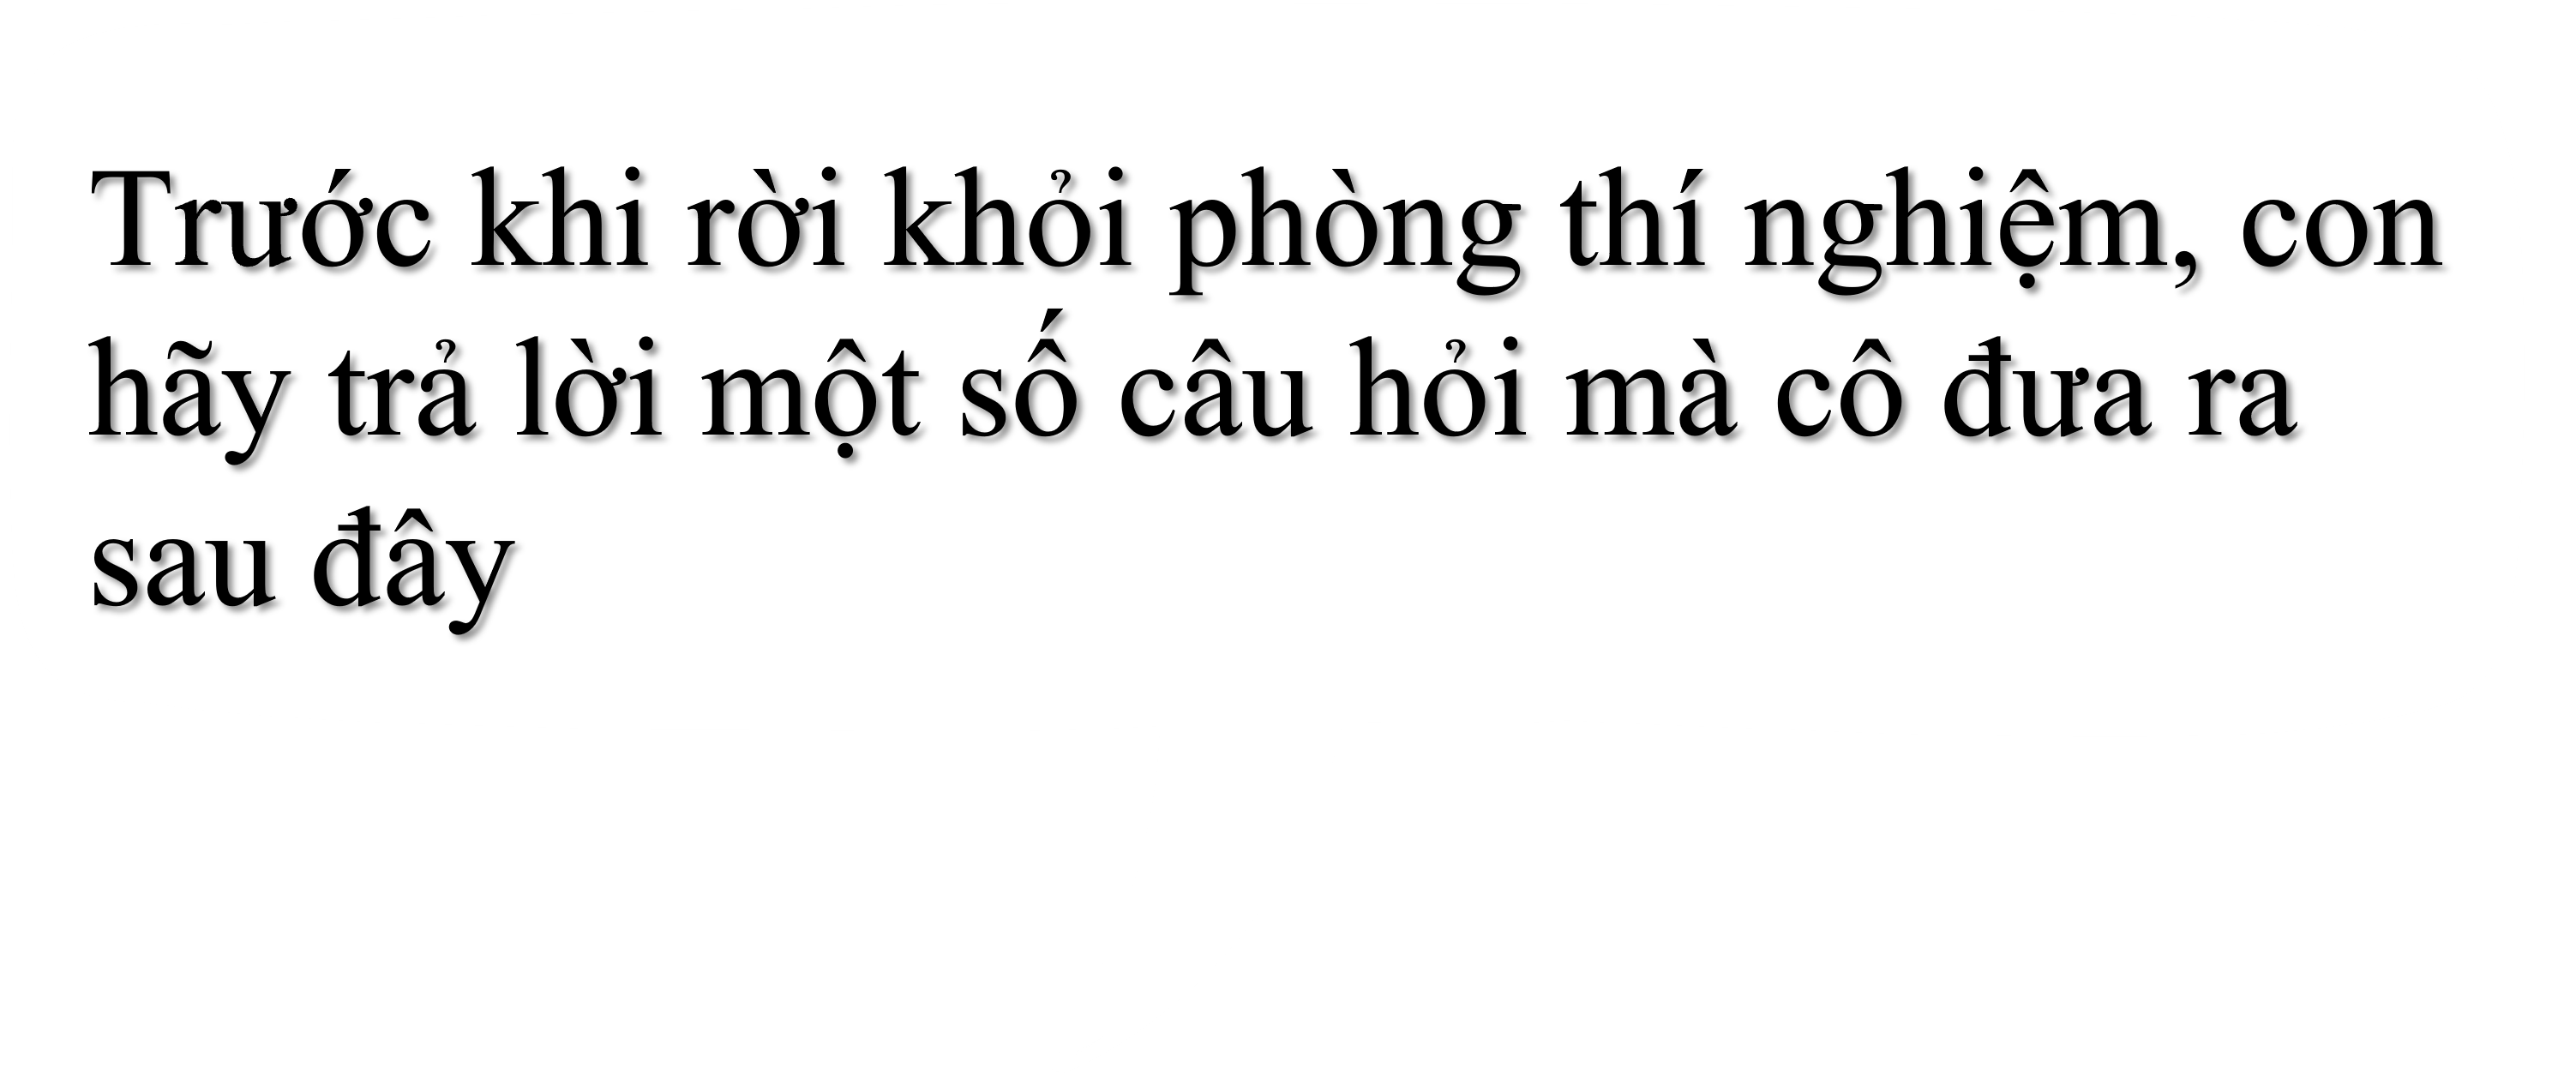 Trước khi rời khỏi phòng thí nghiệm, con
hãy trả lời một số câu hỏi mà cô đưa ra
sau đây